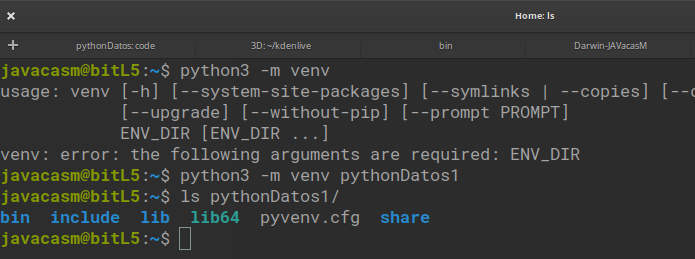 Home: ls
pythonDatos: code 3D: ~/kdenlive bin Darwin-JAVacasM
javacasm@bitL5:~$ python3 -m venv
usage: venv [-h] [--system-site-packages] [--symlinks | --copies] [--c
[--upgrade] [--without-pip] [--prompt PROMPT]
ENV_DIR [ENV_DIR ...]
venv: error: the following arguments are required: ENV_DIR
javacasm@bitL5:~$ python3 -m venv pythonDatos1
javacasm@bitL5:~$ ls pythonDatos1/
bin include lib lib64 pyvenv.cfg share
javacasm@bitL5:~$